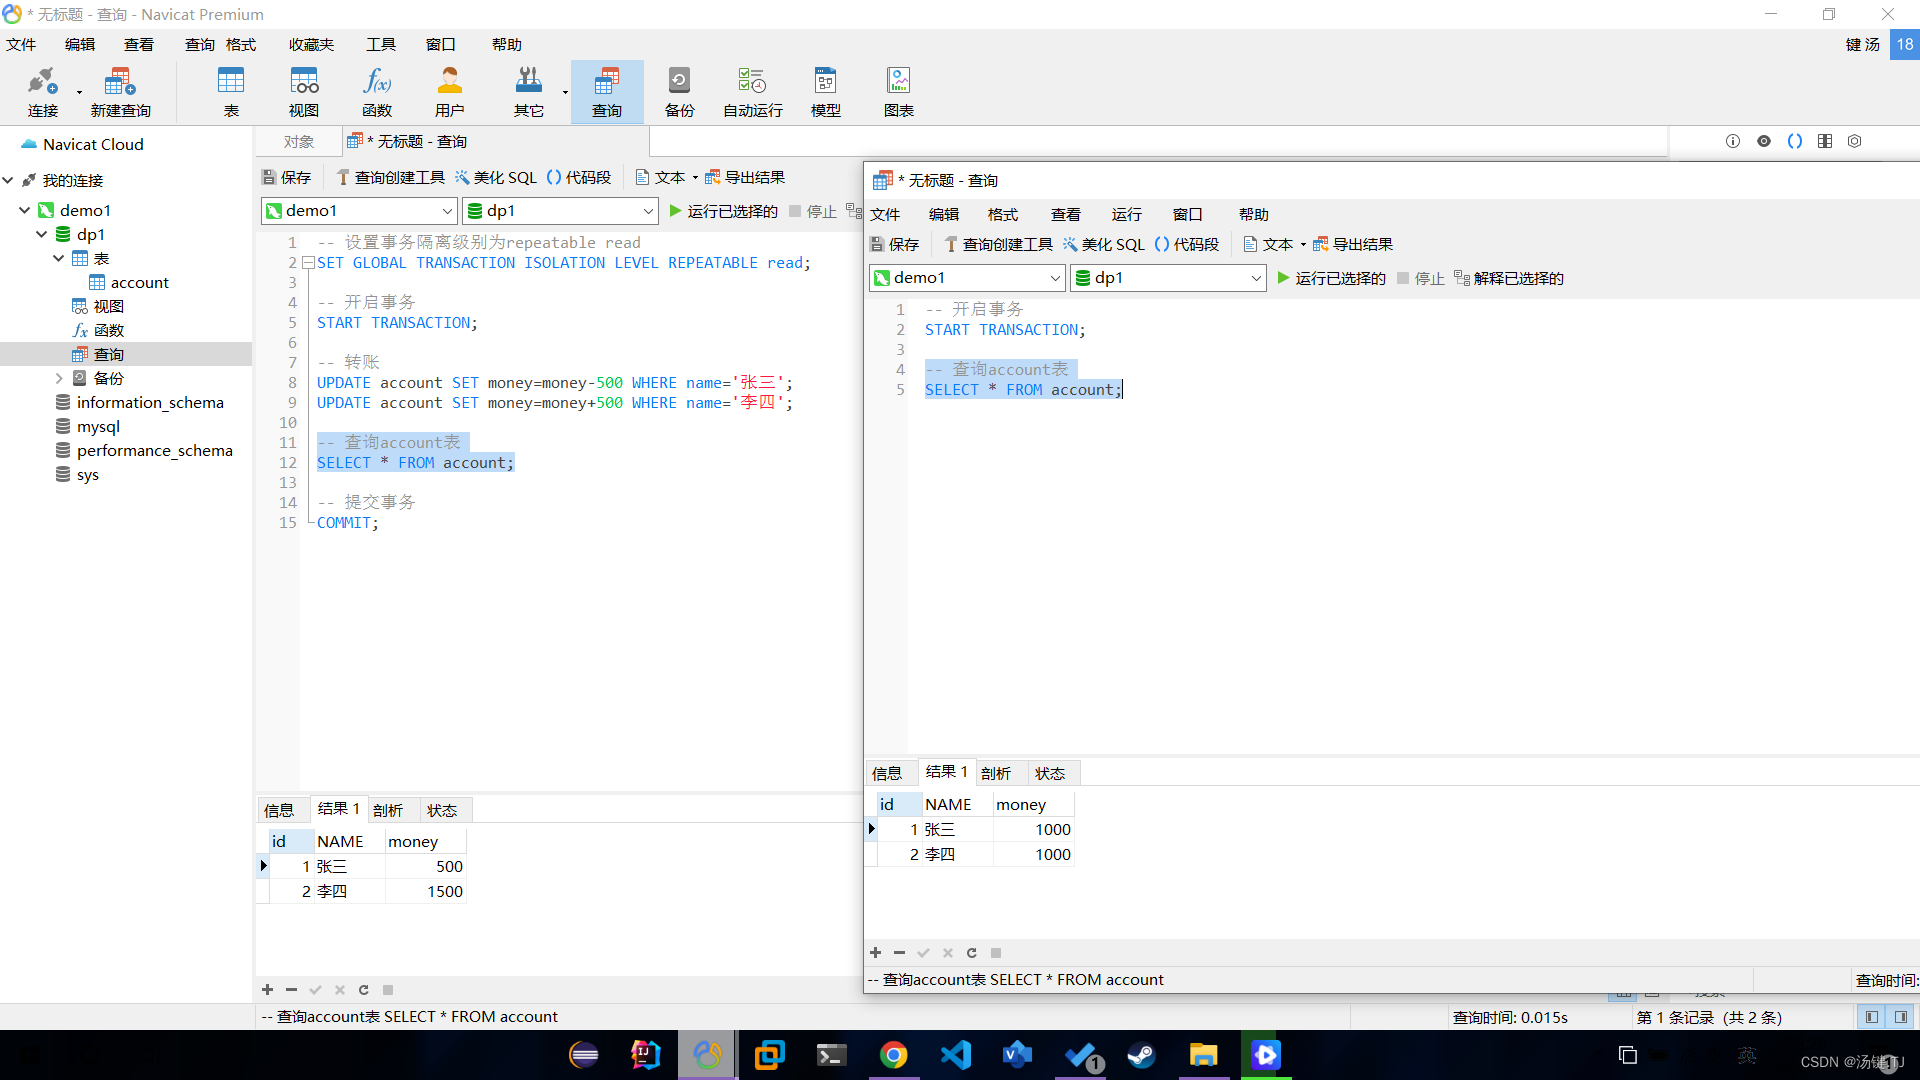 * 无标题 - 查询 - Navicat Premium
文件 编辑 查看 查询 格式 收藏夹 工具 窗口 帮助 键 汤 18
连接 新建查询 表 视图 函数 用户 其它 查询 备份 自动运行 模型 图表
Navicat Cloud
我的连接
demo1
dp1
表
account
视图
函数
查询
备份
information_schema
mysql
performance_schema
sys
对象 * 无标题 - 查询
保存 查询创建工具 美化 SQL 代码段 文本 导出结果
demo1 dp1 运行已选择的 停止
1 -- 设置事务隔离级别为repeatable read
2 SET GLOBAL TRANSACTION ISOLATION LEVEL REPEATABLE read;
3
4 -- 开启事务
5 START TRANSACTION;
6
7 -- 转账
8 UPDATE account SET money=money-500 WHERE name='张三';
9 UPDATE account SET money=money+500 WHERE name='李四';
10
11 -- 查询account表
12 SELECT * FROM account;
13
14 -- 提交事务
15 COMMIT;
信息 结果 1 剖析 状态
id NAME money
1 张三 500
2 李四 1500
-- 查询account表 SELECT * FROM account
查询时间: 0.015s 第 1 条记录 (共 2 条)
* 无标题 - 查询
文件 编辑 格式 查看 运行 窗口 帮助
保存 查询创建工具 美化 SQL 代码段 文本 导出结果
demo1 dp1 运行已选择的 停止 解释已选择的
1 -- 开启事务
2 START TRANSACTION;
3
4 -- 查询account表
5 SELECT * FROM account;
信息 结果 1 剖析 状态
id NAME money
1 张三 1000
2 李四 1000
-- 查询account表 SELECT * FROM account 查询时间:
英
CSDN @汤键TJ